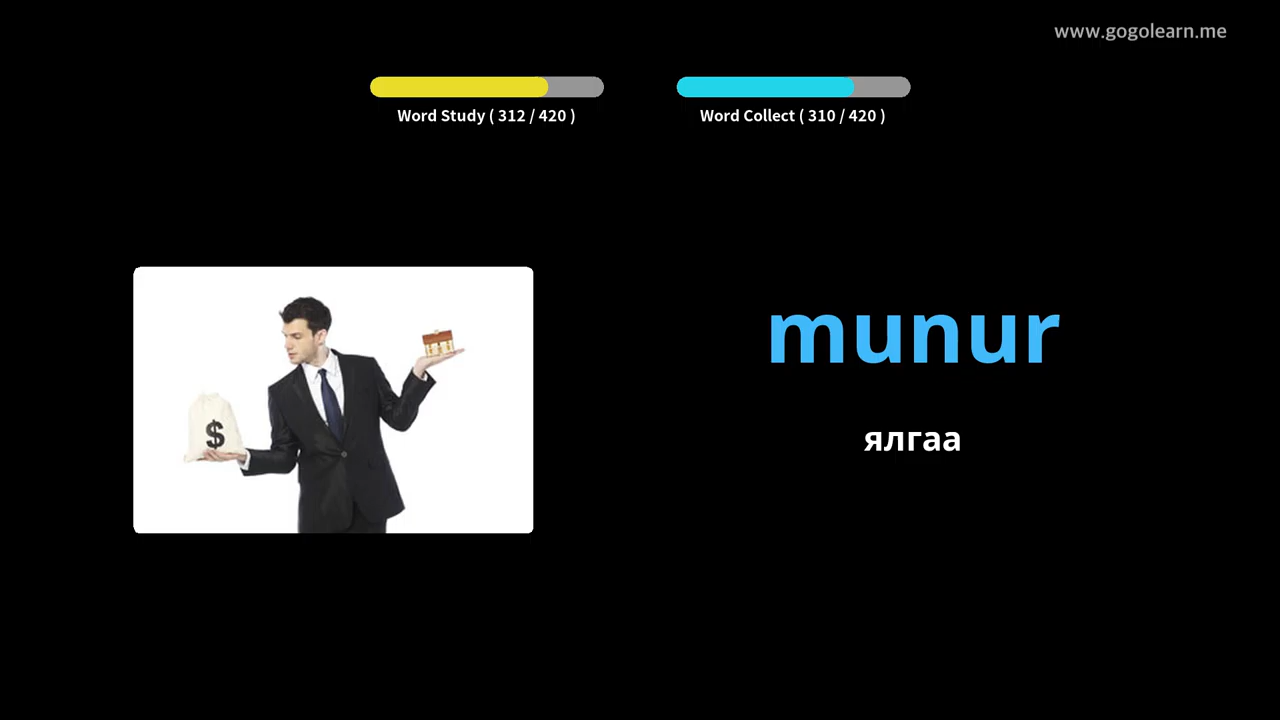 www.gogolearn.me
Word Study ( 312 / 420 )
Word Collect ( 310 / 420 )
$
munur
ялгаа